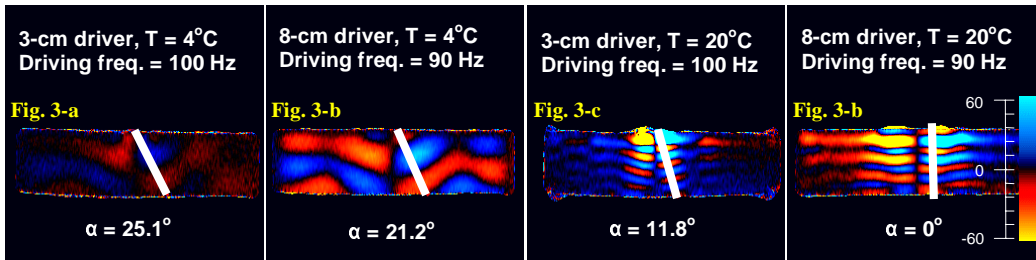 3-cm driver, T = 4°C
Driving freq. = 100 Hz
Fig. 3-a
α = 25.1°
8-cm driver, T = 4°C
Driving freq. = 90 Hz
Fig. 3-b
α = 21.2°
3-cm driver, T = 20°C
Driving freq. = 100 Hz
Fig. 3-c
α = 11.8°
8-cm driver, T = 20°C
Driving freq. = 90 Hz
Fig. 3-b
α = 0°
60
0
-60